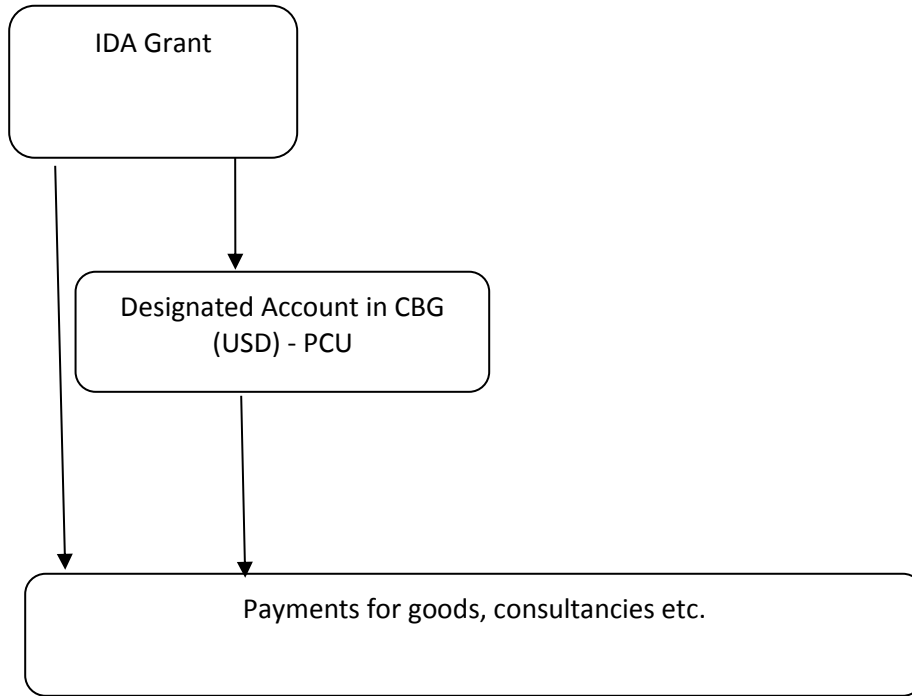 IDA Grant
Designated Account in CBG
(USD) - PCU
Payments for goods, consultancies etc.